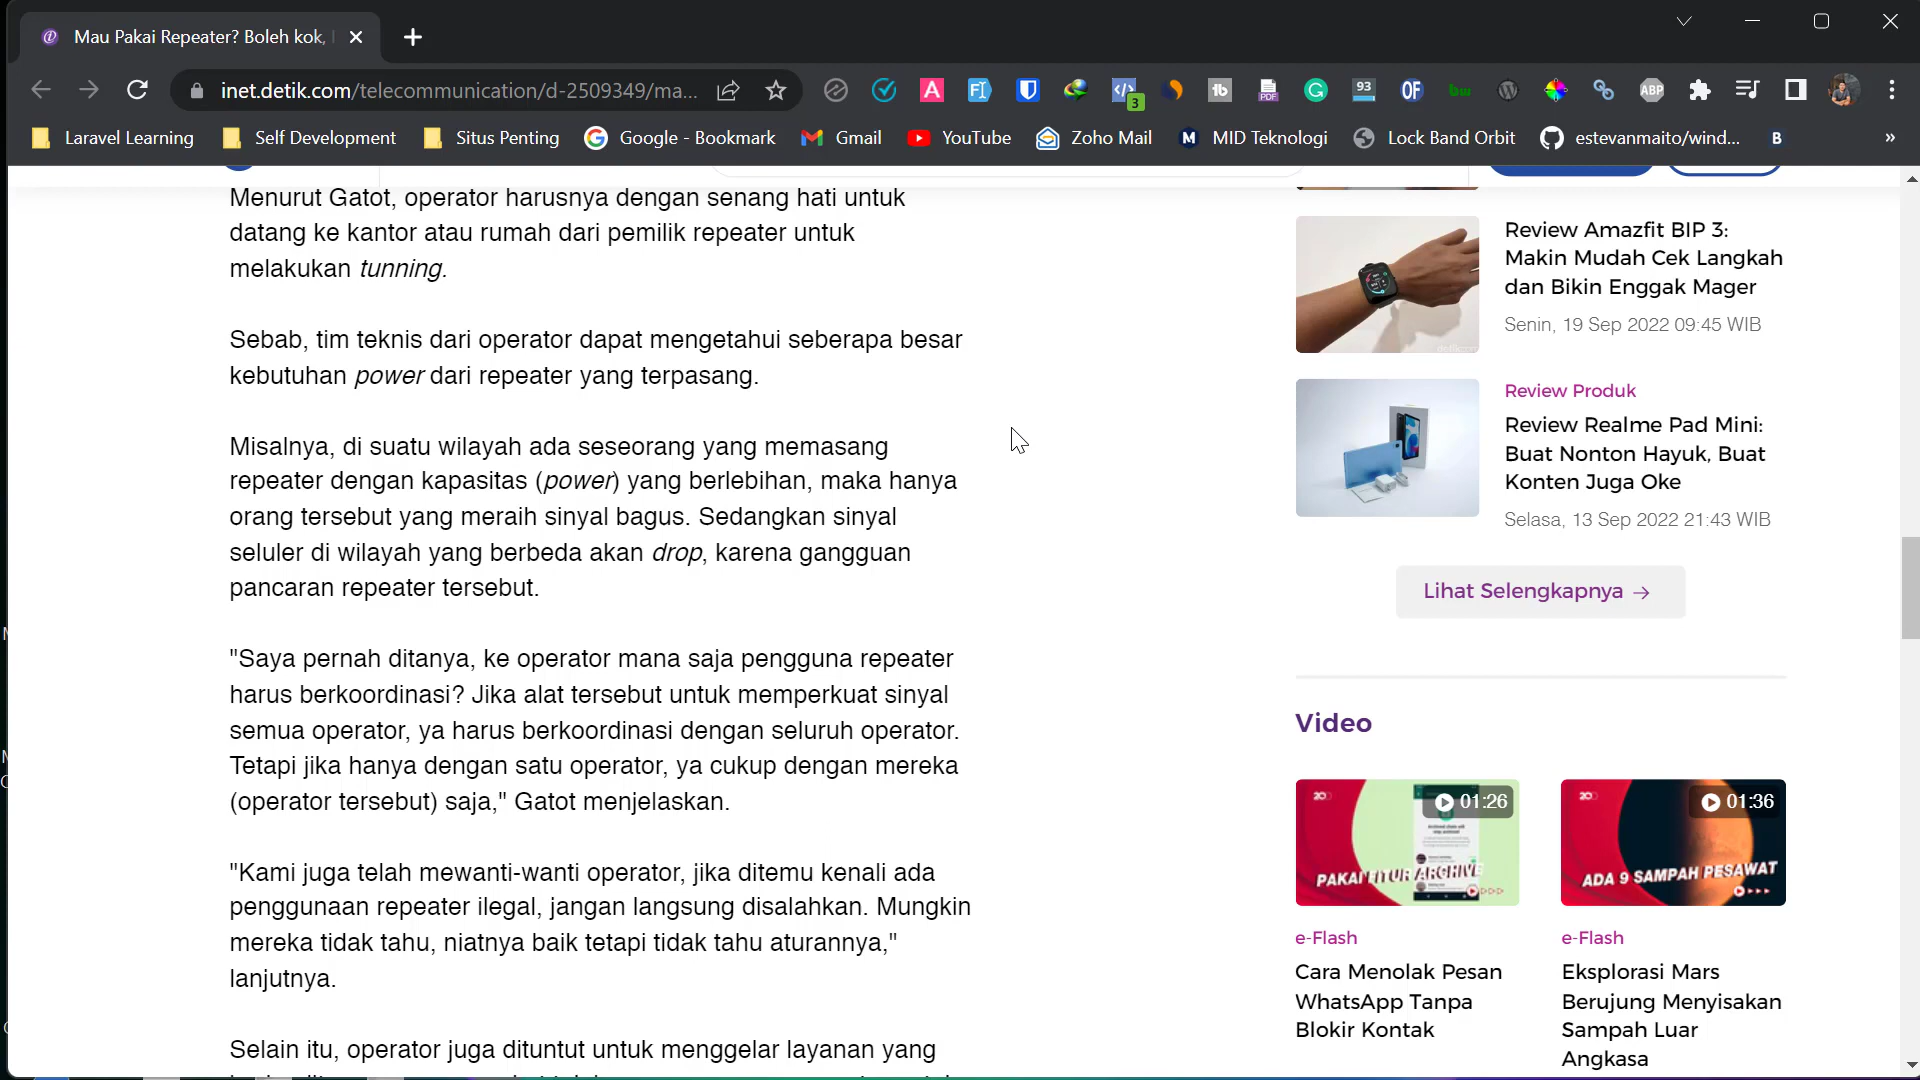 Mau Pakai Repeater? Boleh kok,
inet.detik.com/telecommunication/d-2509349/ma...
3
93
Laravel Learning
Self Development
Situs Penting
Google - Bookmark
Gmail
YouTube
Zoho Mail
MID Teknologi
Lock Band Orbit
estevanmaito/wind...
B
»
Menurut Gatot, operator harusnya dengan senang hati untuk
datang ke kantor atau rumah dari pemilik repeater untuk
melakukan tunning.
Sebab, tim teknis dari operator dapat mengetahui seberapa besar
kebutuhan power dari repeater yang terpasang.
Misalnya, di suatu wilayah ada seseorang yang memasang
repeater dengan kapasitas (power) yang berlebihan, maka hanya
orang tersebut yang meraih sinyal bagus. Sedangkan sinyal
seluler di wilayah yang berbeda akan drop, karena gangguan
pancaran repeater tersebut.
"Saya pernah ditanya, ke operator mana saja pengguna repeater
harus berkoordinasi? Jika alat tersebut untuk memperkuat sinyal
semua operator, ya harus berkoordinasi dengan seluruh operator.
Tetapi jika hanya dengan satu operator, ya cukup dengan mereka
(operator tersebut) saja," Gatot menjelaskan.
"Kami juga telah mewanti-wanti operator, jika ditemu kenali ada
penggunaan repeater ilegal, jangan langsung disalahkan. Mungkin
mereka tidak tahu, niatnya baik tetapi tidak tahu aturannya,"
lanjutnya.
Selain itu, operator juga dituntut untuk menggelar layanan yang
Review Amazfit BIP 3:
Makin Mudah Cek Langkah
dan Bikin Enggak Mager
Senin, 19 Sep 2022 09:45 WIB
Review Produk
Review Realme Pad Mini:
Buat Nonton Hayuk, Buat
Konten Juga Oke
Selasa, 13 Sep 2022 21:43 WIB
Lihat Selengkapnya →
Video
01:26
PAKAI FITUR ARCHIVE
e-Flash
Cara Menolak Pesan
WhatsApp Tanpa
Blokir Kontak
01:36
ADA 9 SAMPAH PESAWAT
e-Flash
Eksplorasi Mars
Berujung Menyisakan
Sampah Luar
Angkasa